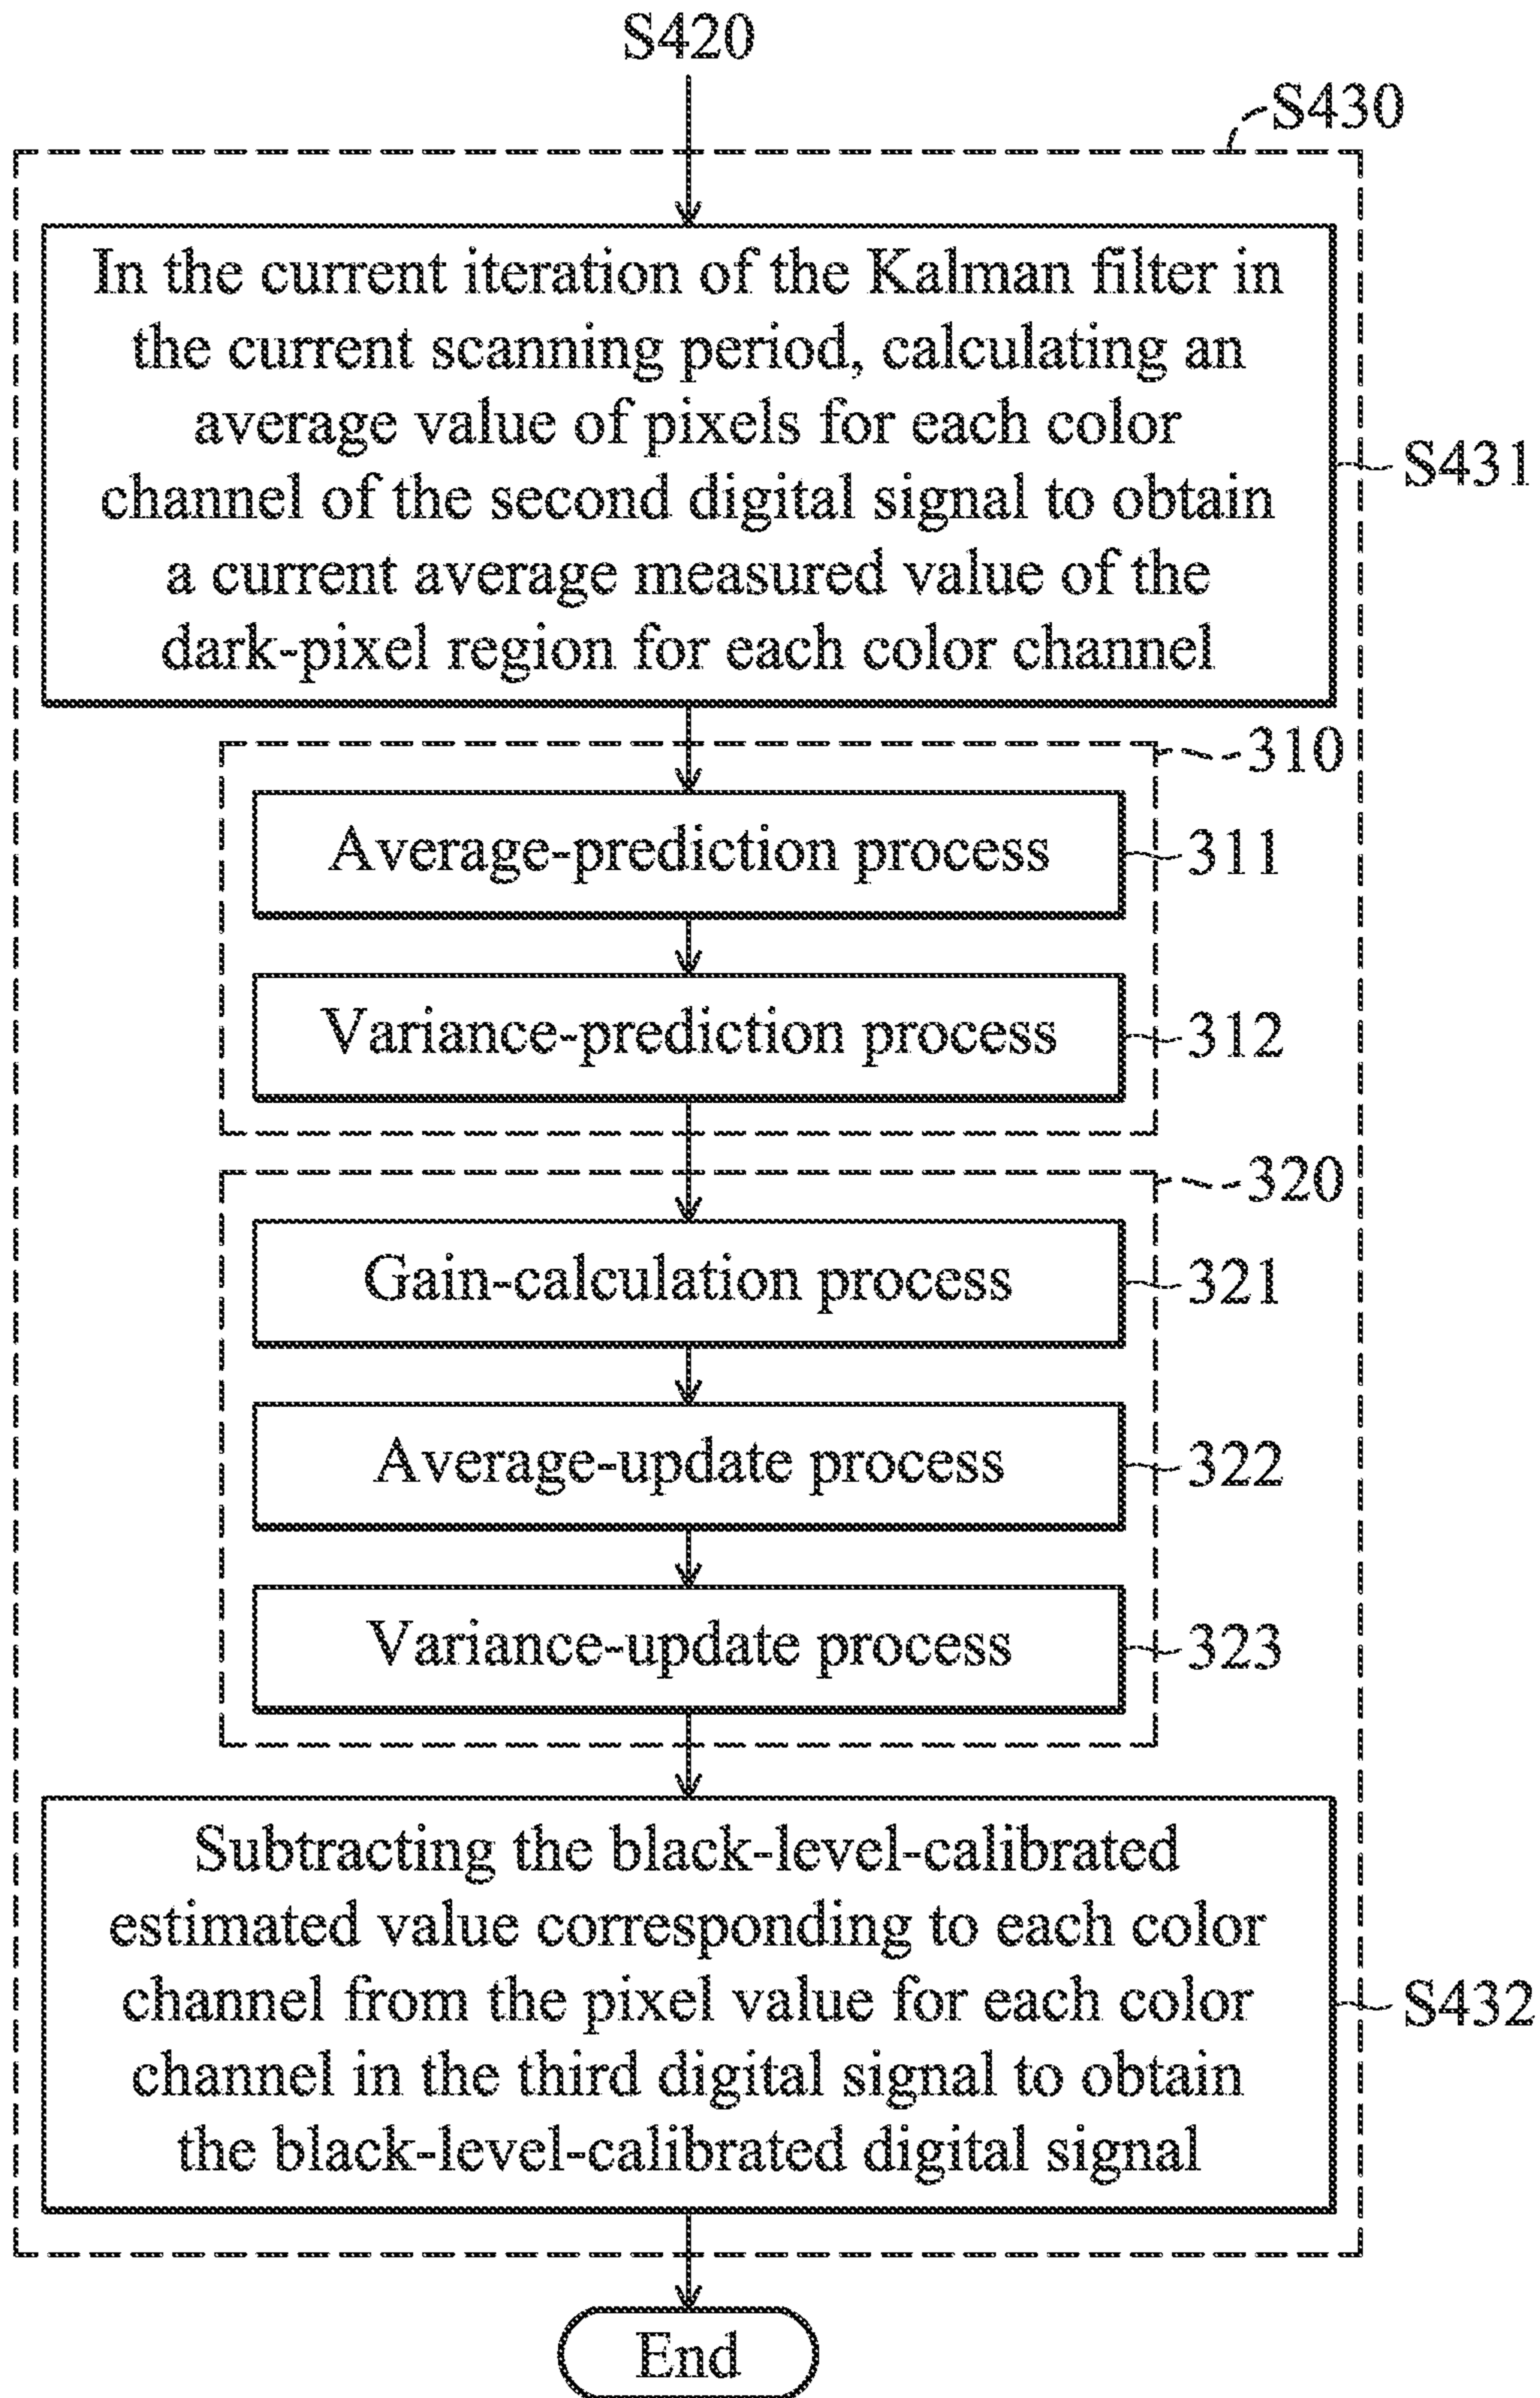 S420
S430
In the current iteration of the Kalman filter in
the current scanning period, calculating an
average value of pixels for each color
channel of the second digital signal to obtain
a current average measured value of the
dark-pixel region for each color channel
S431
310
Average-prediction process
311
Variance-prediction process
312
320
Gain-calculation process
321
Average-update process
322
Variance-update process
323
Subtracting the black-level-calibrated
estimated value corresponding to each color
channel from the pixel value for each color
channel in the third digital signal to obtain
the black-level-calibrated digital signal
S432
End